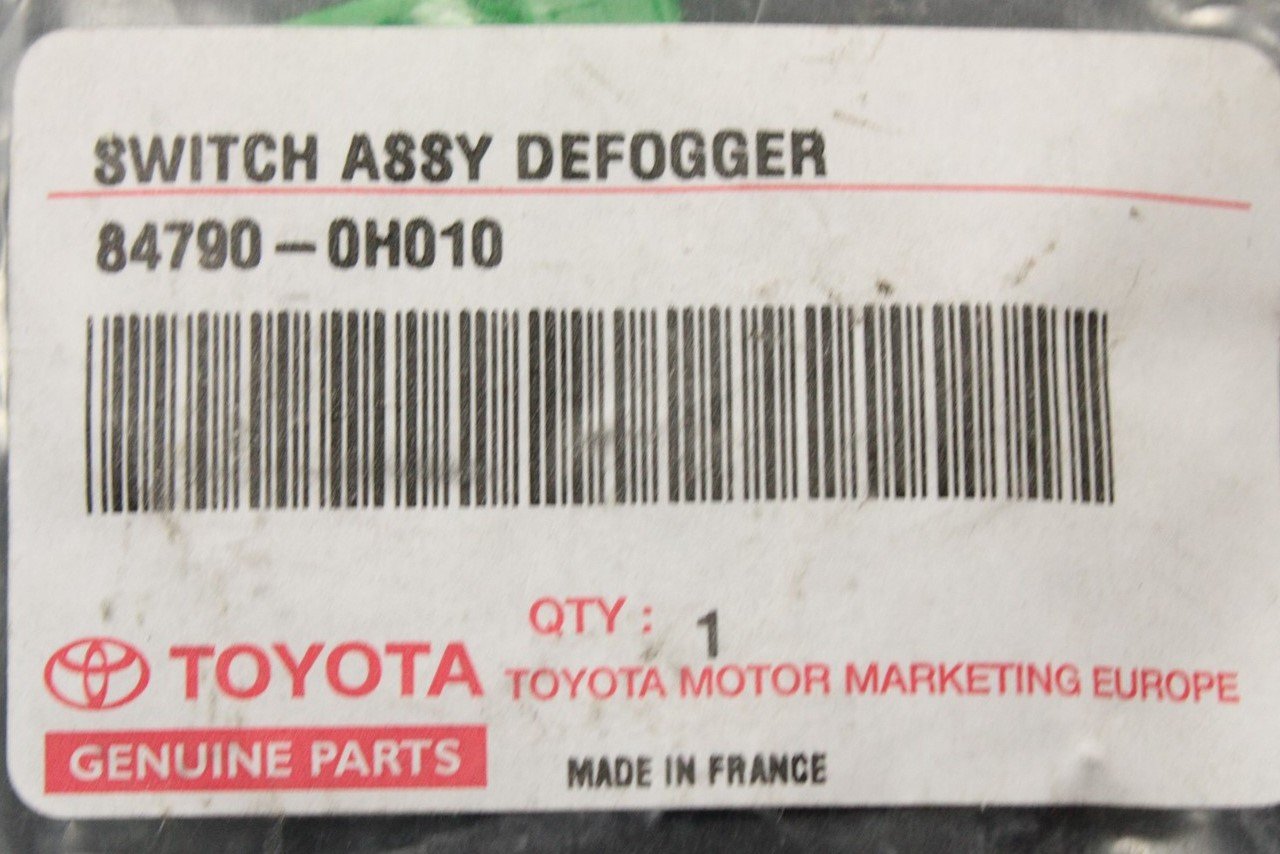 SWITCH ASSY DEFOGGER
84790-0H010
QTY : 1
TOYOTA
TOYOTA MOTOR MARKETING EUROPE
GENUINE PARTS
MADE IN FRANCE